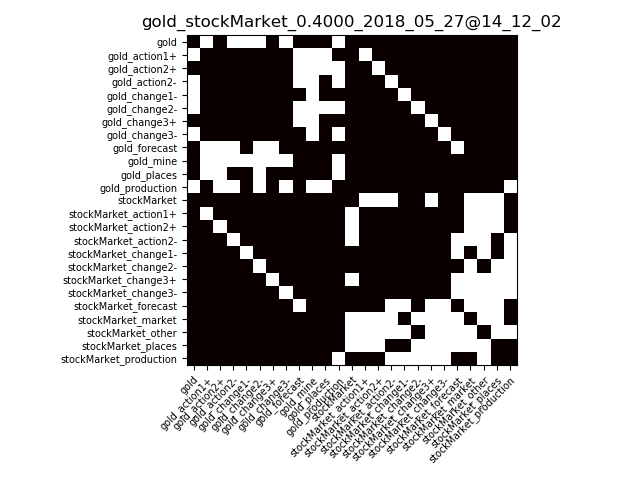 gold_stockMarket_0.4000_2018_05_27@14_12_02
gold
gold_action1+
gold_action2+
gold_action2-
gold_change1-
gold_change2-
gold_change3+
gold_change3-
gold_forecast
gold_mine
gold_places
gold_production
stockMarket
stockMarket_action1+
stockMarket_action2+
stockMarket_action2-
stockMarket_change1-
stockMarket_change2-
stockMarket_change3+
stockMarket_change3-
stockMarket_forecast
stockMarket_market
stockMarket_other
stockMarket_places
stockMarket_production
gold
gold_action1+
gold_action2+
gold_action2-
gold_change1-
gold_change2-
gold_change3+
gold_change3-
gold_forecast
gold_mine
gold_places
gold_production
stockMarket
stockMarket_action1+
stockMarket_action2+
stockMarket_action2-
stockMarket_change1-
stockMarket_change2-
stockMarket_change3+
stockMarket_change3-
stockMarket_forecast
stockMarket_market
stockMarket_other
stockMarket_places
stockMarket_production